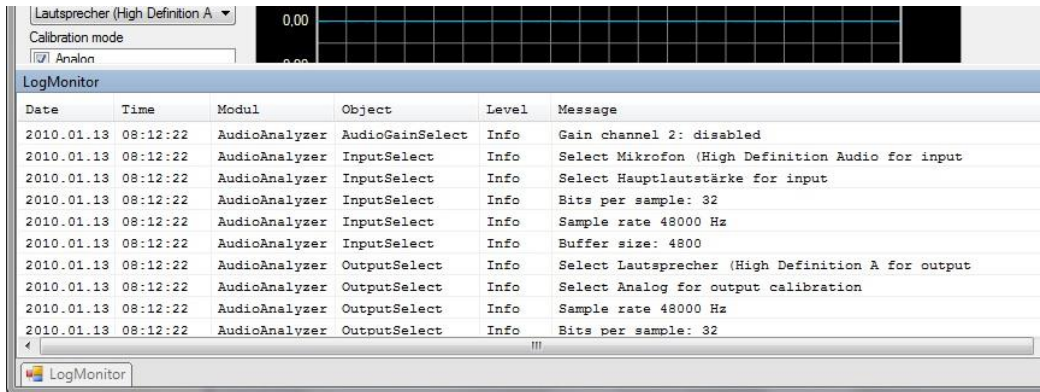 Lautsprecher (High Definition A
0,00
Calibration mode
Analog
LogMonitor
Date Time Modul Object Level Message
2010.01.13 08:12:22 AudioAnalyzer AudioGainSelect Info Gain channel 2: disabled
2010.01.13 08:12:22 AudioAnalyzer InputSelect Info Select Mikrofon (High Definition Audio for input
2010.01.13 08:12:22 AudioAnalyzer InputSelect Info Select Hauptlautstärke for input
2010.01.13 08:12:22 AudioAnalyzer InputSelect Info Bits per sample: 32
2010.01.13 08:12:22 AudioAnalyzer InputSelect Info Sample rate 48000 Hz
2010.01.13 08:12:22 AudioAnalyzer InputSelect Info Buffer size: 4800
2010.01.13 08:12:22 AudioAnalyzer OutputSelect Info Select Lautsprecher (High Definition A for output
2010.01.13 08:12:22 AudioAnalyzer OutputSelect Info Select Analog for output calibration
2010.01.13 08:12:22 AudioAnalyzer OutputSelect Info Sample rate 48000 Hz
2010.01.13 08:12:22 AudioAnalyzer OutputSelect Info Bits per sample: 32
LogMonitor